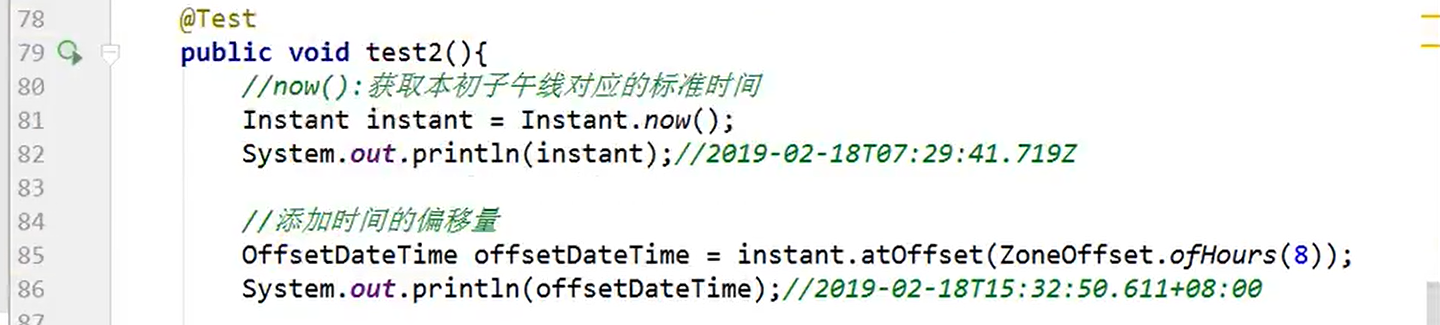 78 @Test
79 public void test2(){
80 //now():获取本初子午线对应的标准时间
81 Instant instant = Instant.now();
82 System.out.println(instant);//2019-02-18T07:29:41.719Z
83
84 //添加时间的偏移量
85 OffsetDateTime offsetDateTime = instant.atOffset(ZoneOffset.ofHours(8));
86 System.out.println(offsetDateTime);//2019-02-18T15:32:50.611+08:00
87